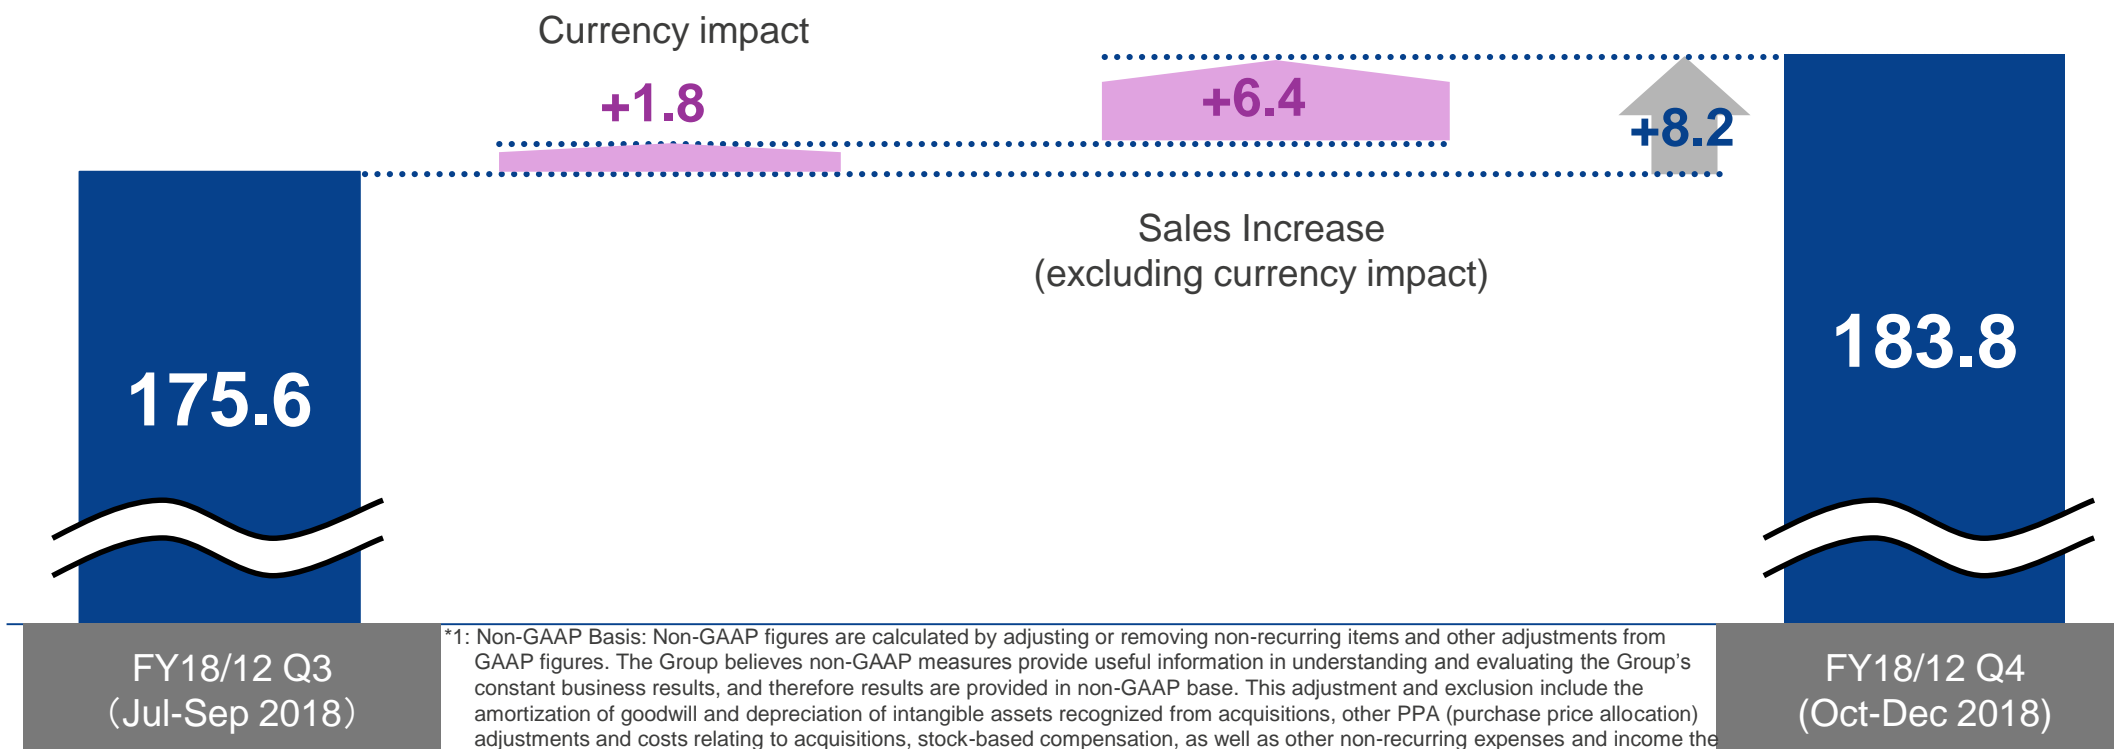 Currency impact
+1.8
+6.4
+8.2
Sales Increase
(excluding currency impact)
175.6
183.8
FY18/12 Q3
（Jul-Sep 2018）
*1: Non-GAAP Basis: Non-GAAP figures are calculated by adjusting or removing non-recurring items and other adjustments from
GAAP figures. The Group believes non-GAAP measures provide useful information in understanding and evaluating the Group's
constant business results, and therefore results are provided in non-GAAP base. This adjustment and exclusion include the
amortization of goodwill and depreciation of intangible assets recognized from acquisitions, other PPA (purchase price allocation)
adjustments and costs relating to acquisitions, stock-based compensation, as well as other non-recurring expenses and income the
FY18/12 Q4
(Oct-Dec 2018)